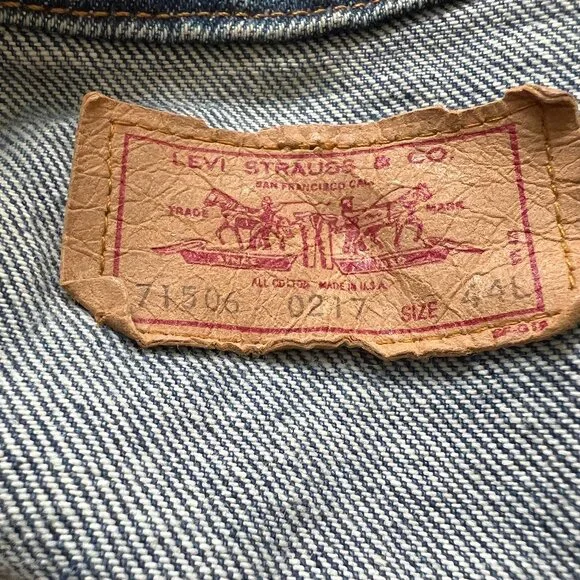 LEVI STRAUSS & CO.
SAN FRANCISCO CAL.
TRADE MARK
ALL COTTON MADE IN U.S.A
71506 0217 SIZE 44L